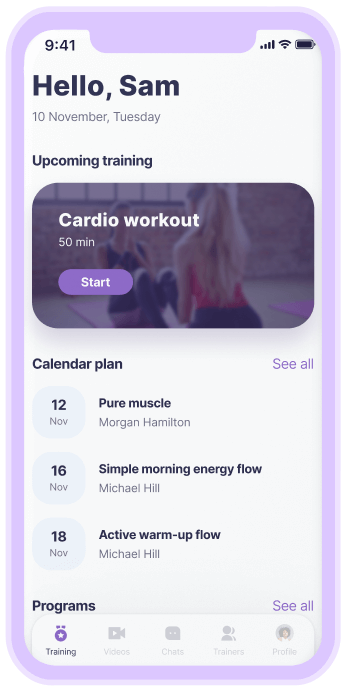 9:41
Hello, Sam
10 November, Tuesday
Upcoming training
Cardio workout
50 min
Start
Calendar plan See all
12 Nov
Pure muscle
Morgan Hamilton
16 Nov
Simple morning energy flow
Michael Hill
18 Nov
Active warm-up flow
Michael Hill
Programs See all
Training Videos Chats Trainers Profile